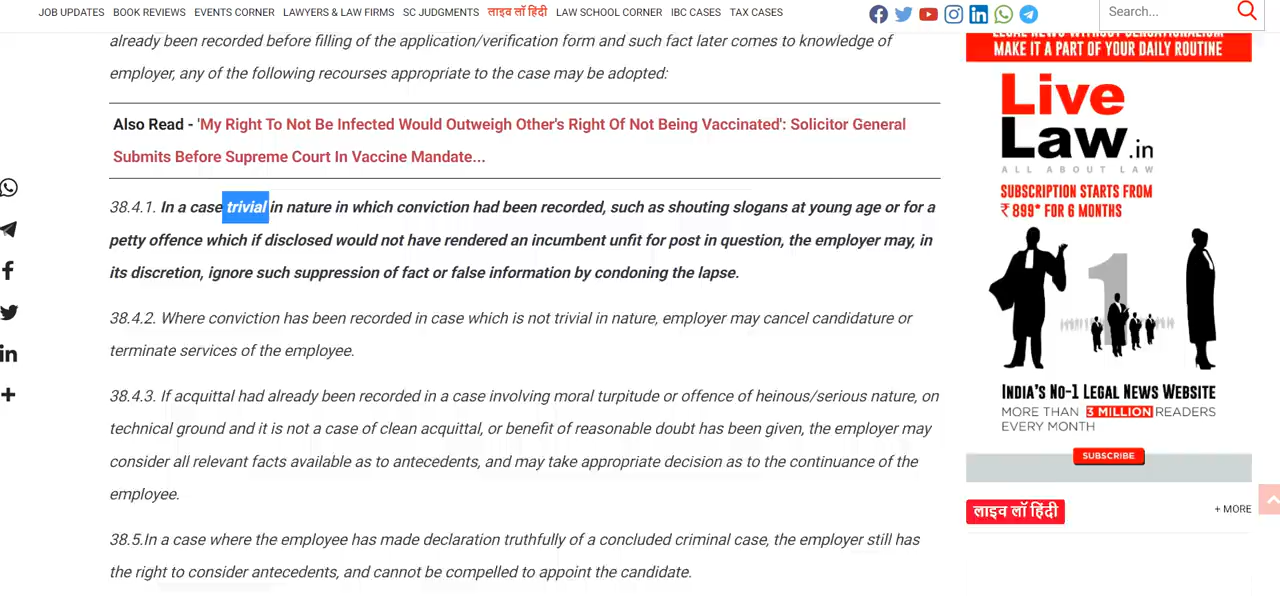 JOB UPDATES BOOK REVIEWS EVENTS CORNER LAWYERS & LAW FIRMS SC JUDGMENTS लाइव लॉ हिंदी LAW SCHOOL CORNER IBC CASES TAX CASES
Search...
already been recorded before filling of the application/verification form and such fact later comes to knowledge of
employer, any of the following recourses appropriate to the case may be adopted:
Also Read - 'My Right To Not Be Infected Would Outweigh Other's Right Of Not Being Vaccinated': Solicitor General
Submits Before Supreme Court In Vaccine Mandate...
38.4.1. In a case trivial in nature in which conviction had been recorded, such as shouting slogans at young age or for a
petty offence which if disclosed would not have rendered an incumbent unfit for post in question, the employer may, in
its discretion, ignore such suppression of fact or false information by condoning the lapse.
38.4.2. Where conviction has been recorded in case which is not trivial in nature, employer may cancel candidature or
terminate services of the employee.
38.4.3. If acquittal had already been recorded in a case involving moral turpitude or offence of heinous/serious nature, on
technical ground and it is not a case of clean acquittal, or benefit of reasonable doubt has been given, the employer may
consider all relevant facts available as to antecedents, and may take appropriate decision as to the continuance of the
employee.
38.5.In a case where the employee has made declaration truthfully of a concluded criminal case, the employer still has
the right to consider antecedents, and cannot be compelled to appoint the candidate.
LEGAL NEWS WITHOUT SENSATIONALISM
MAKE IT A PART OF YOUR DAILY ROUTINE
Live
Law.in
ALL ABOUT LAW
SUBSCRIPTION STARTS FROM
₹899* FOR 6 MONTHS
1
INDIA'S NO-1 LEGAL NEWS WEBSITE
MORE THAN 3 MILLION READERS
EVERY MONTH
SUBSCRIBE
लाइव लॉ हिंदी
+ MORE